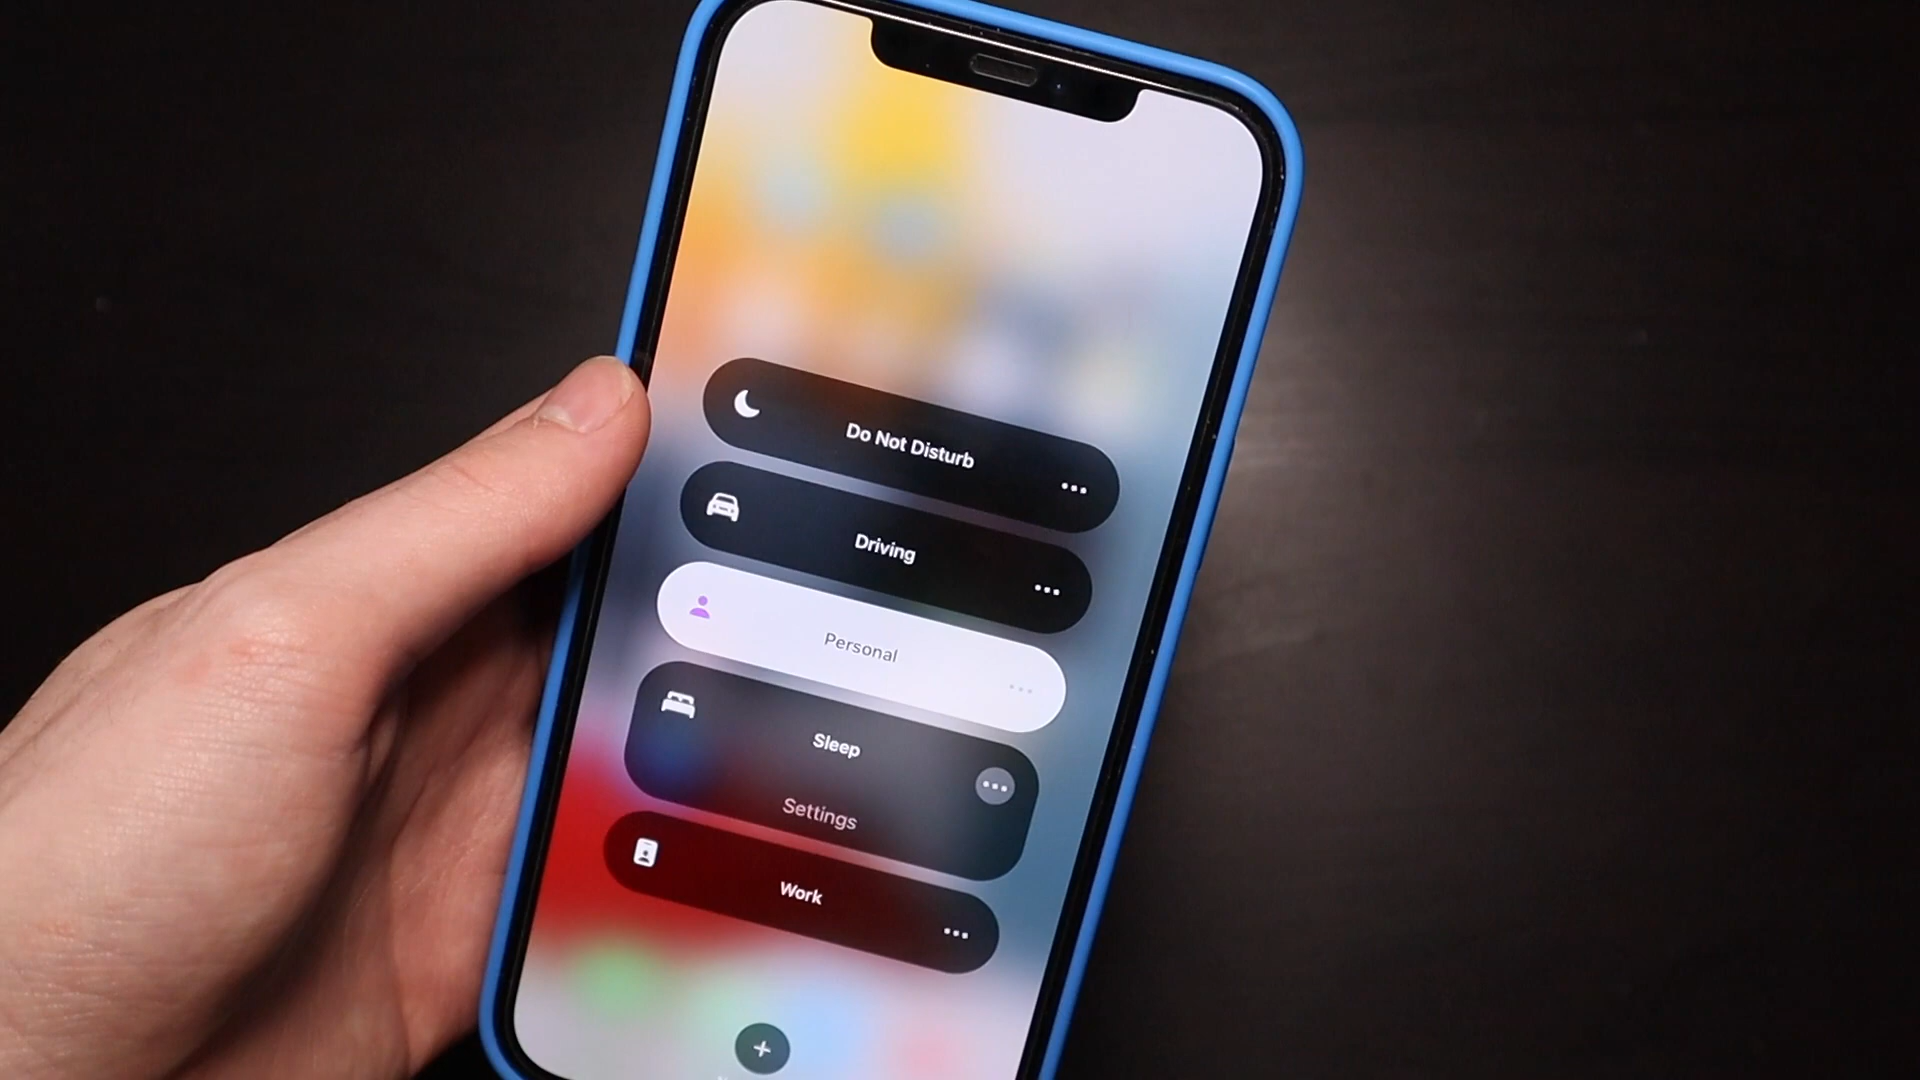 Do Not Disturb
Driving
Personal
Sleep
Settings
Work